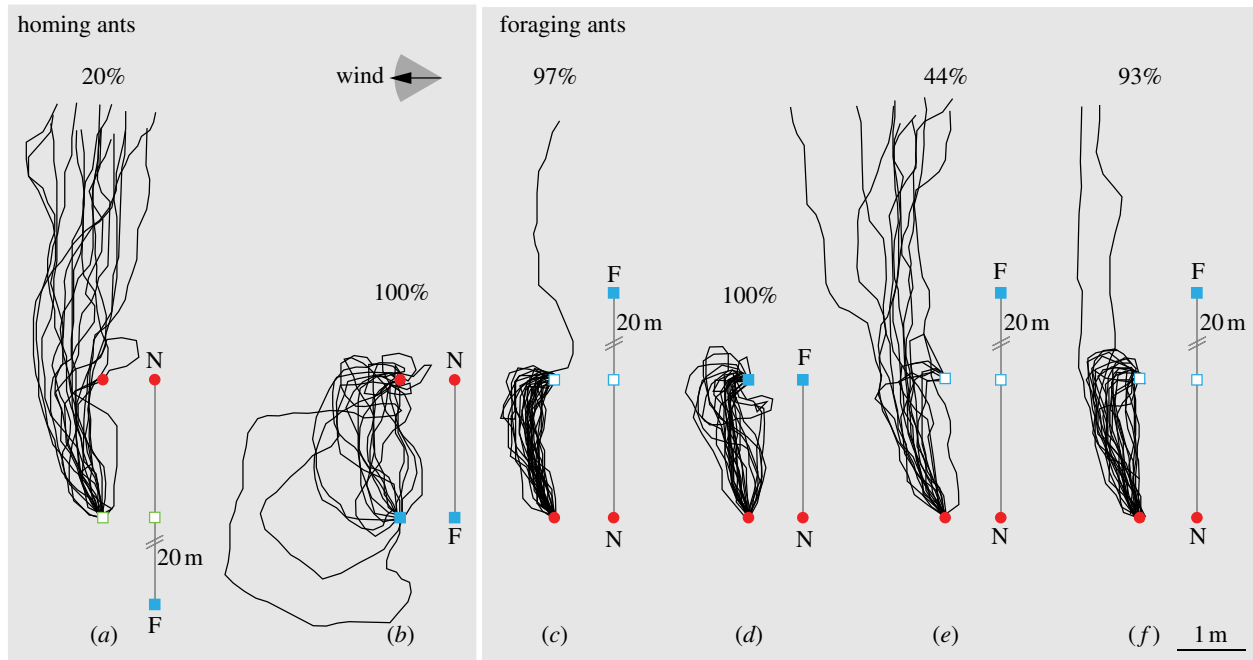 homing ants
foraging ants
20%
wind
97%
44%
93%
100%
F
F
F
20 m
20 m
20 m
100%
N
N
F
20 m
F
N
N
N
N
F
(a)
(b)
(c)
(d)
(e)
(f)
1 m